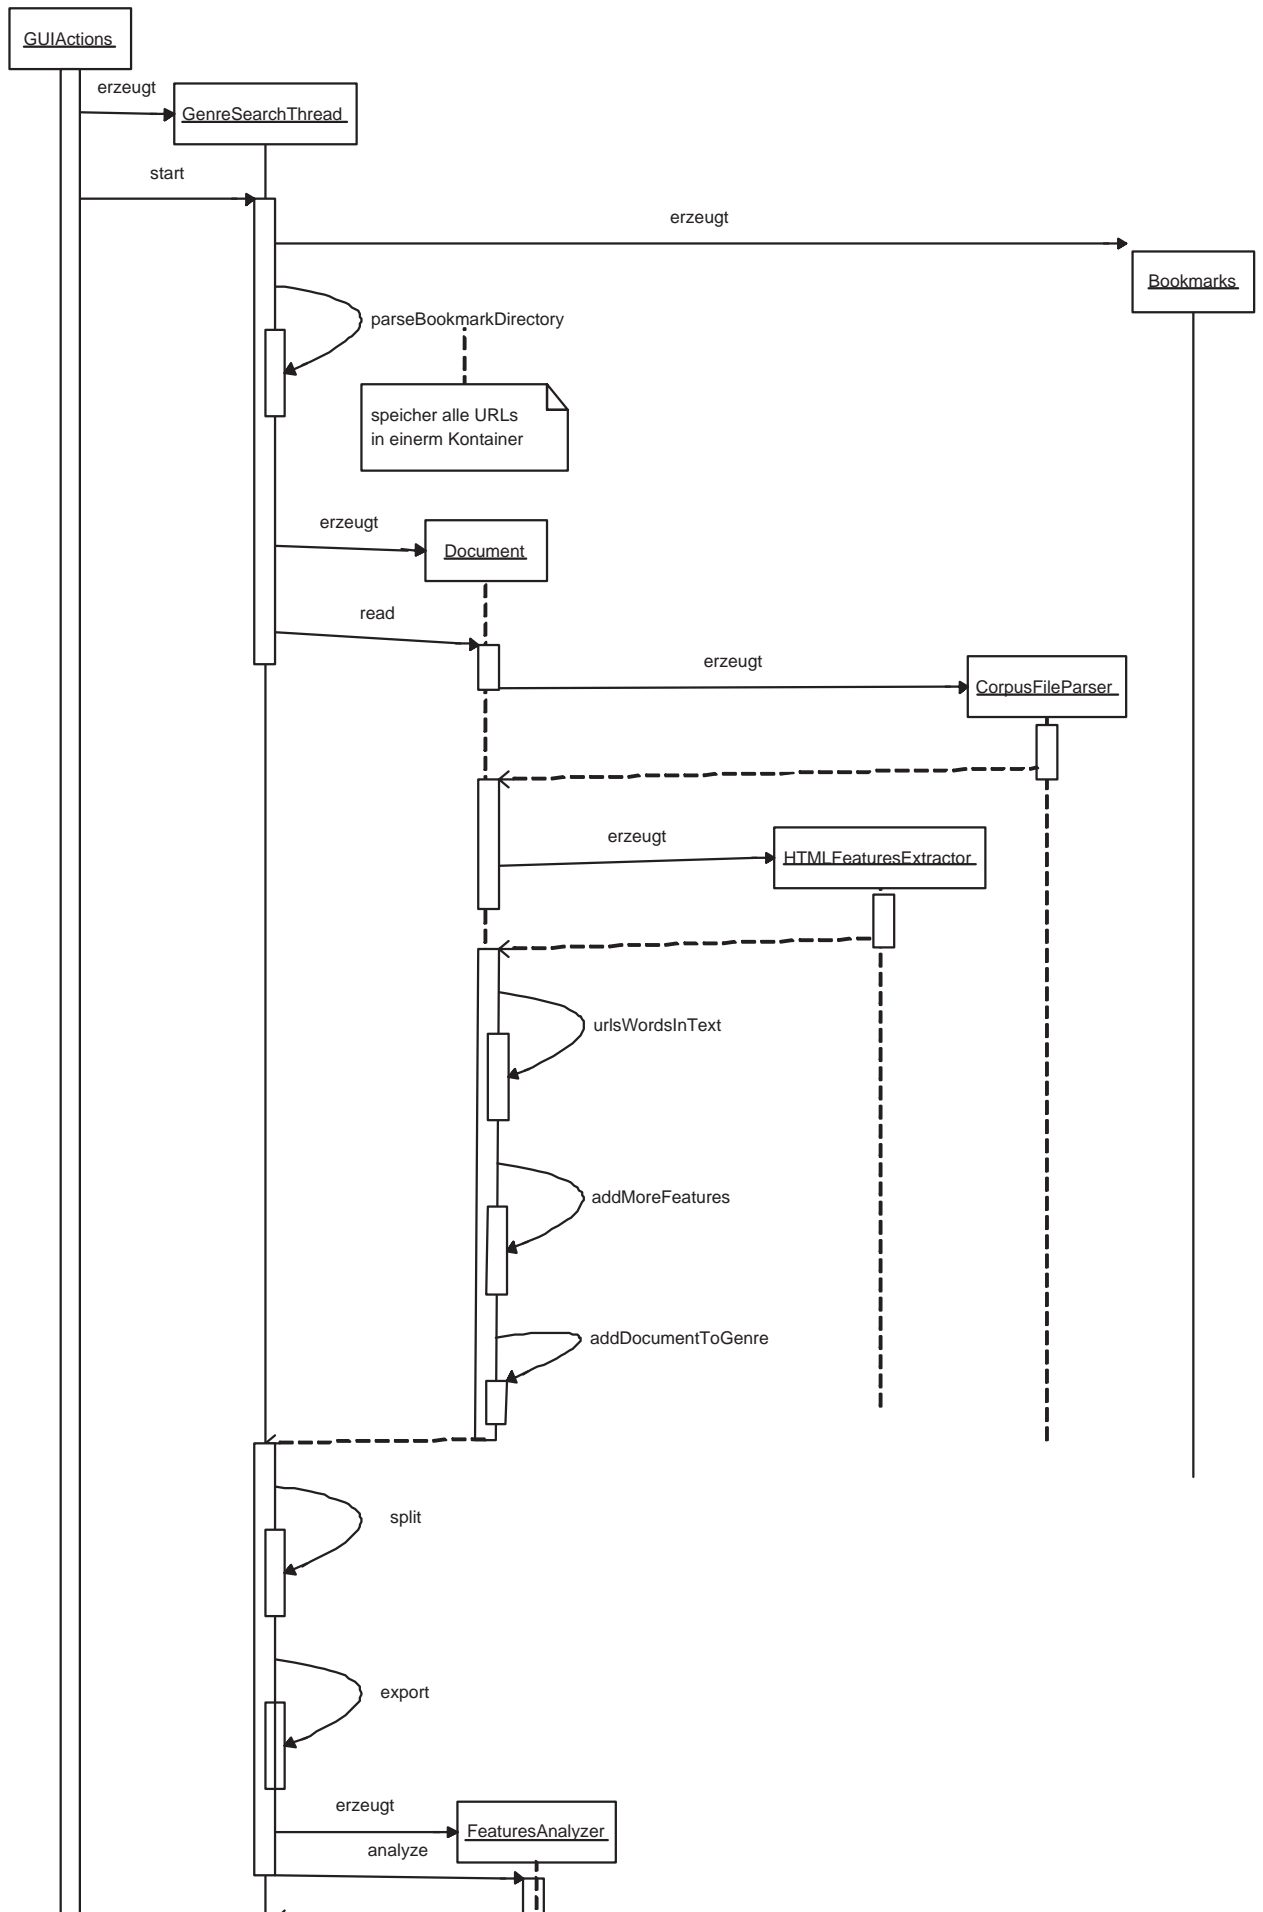 GUIActions
erzeugt
GenreSearchThread
start
erzeugt
Bookmarks
parseBookmarkDirectory
speicher alle URLs
in einerm Kontainer
erzeugt
Document
read
erzeugt
CorpusFileParser
erzeugt
HTMLFeaturesExtractor
urlsWordsInText
addMoreFeatures
addDocumentToGenre
split
export
erzeugt
FeaturesAnalyzer
analyze